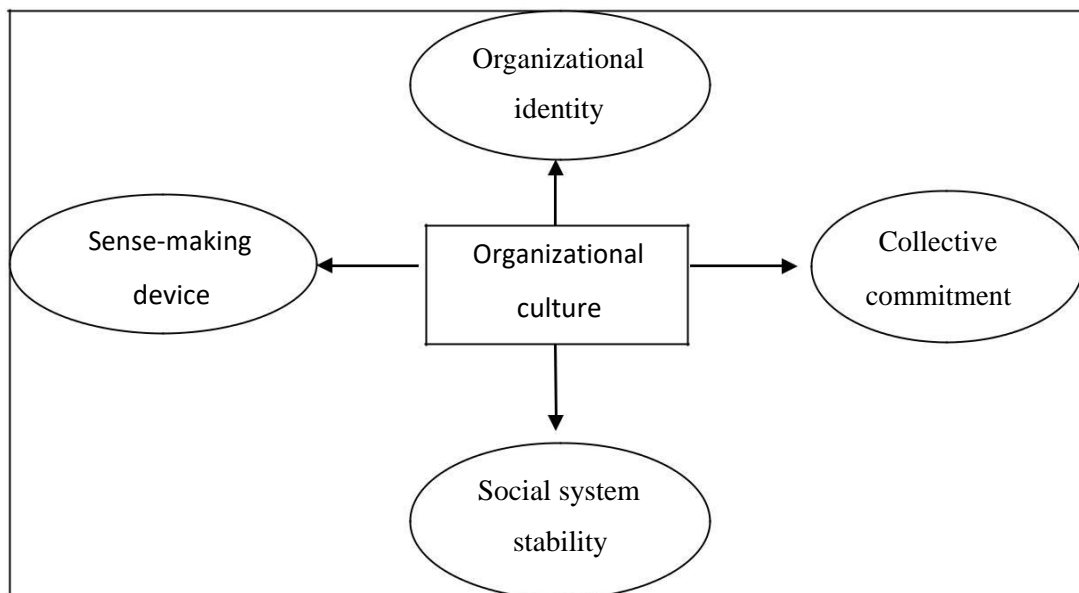 Organizational
identity
Sense-making
device
Organizational
culture
Collective
commitment
Social system
stability